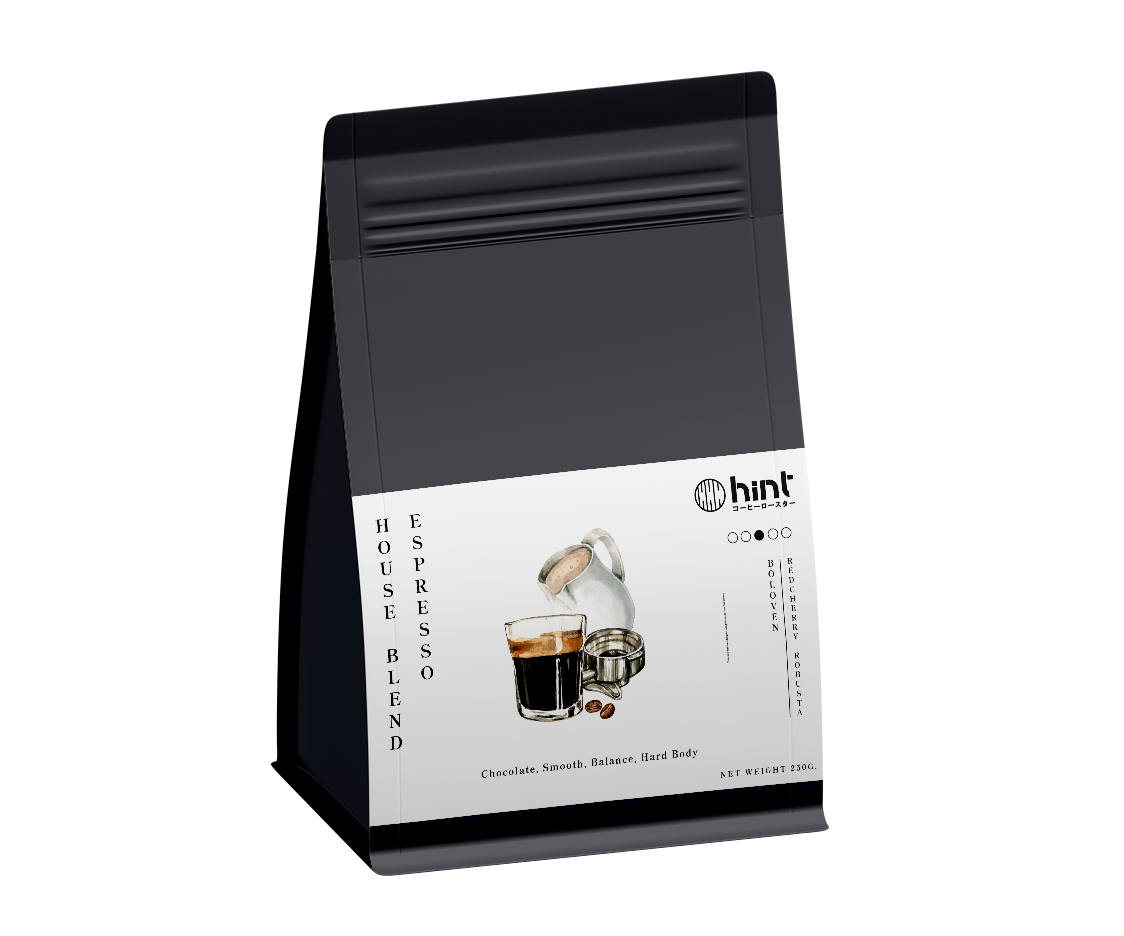 hint
コーヒーロースター
HOUSE BLEND
ESPRESSO
BOLOVEN
REDCHERRY ROBUSTA
Chocolate, Smooth, Balance, Hard Body
NET WEIGHT 250G.